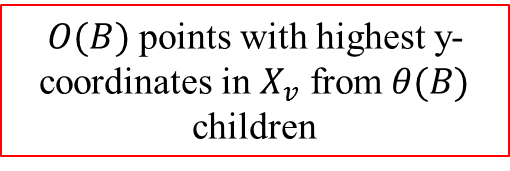 O(B) points with highest y-
coordinates in Xᵥ from θ(B)
children